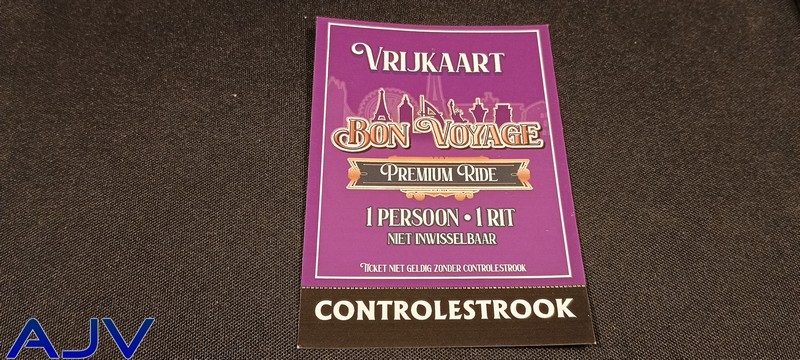 VRIJKAART
BON VOYAGE
PREMIUM RIDE
1 PERSOON • 1 RIT
NIET INWISSELBAAR
TICKET NIET GELDIG ZONDER CONTROLESTROOK
CONTROLESTROOK
AJV